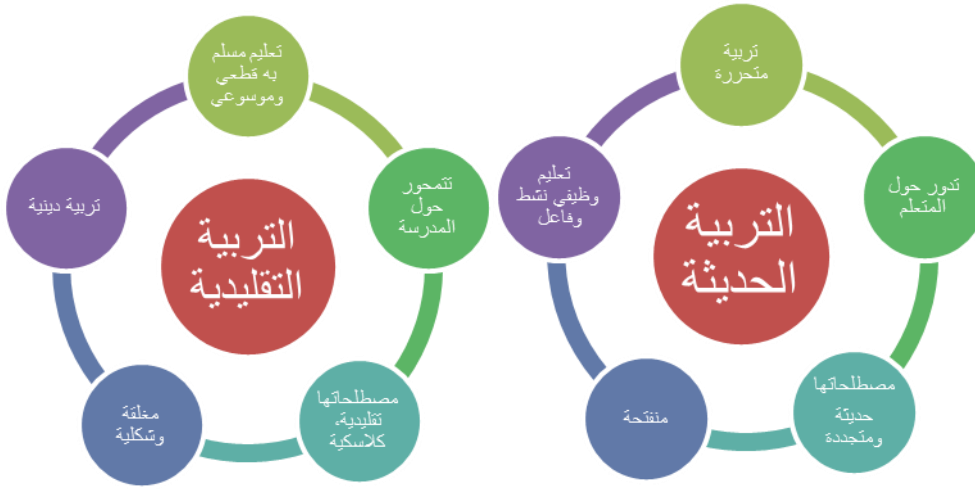 تربية
متحررة
تدور حول
المتعلم
مصطلحاتها
حديثة
ومتجددة
منفتحة
تعليم
وظيفي نشط
وفاعل
التربية
الحديثة
تعليم مسلم
به قطعي
وموسوعي
تتمحور
حول
المدرسة
مصطلحاتها
تقليدية،
كلاسكية
مغلقة
وشكلية
تربية دينية
التربية
التقليدية